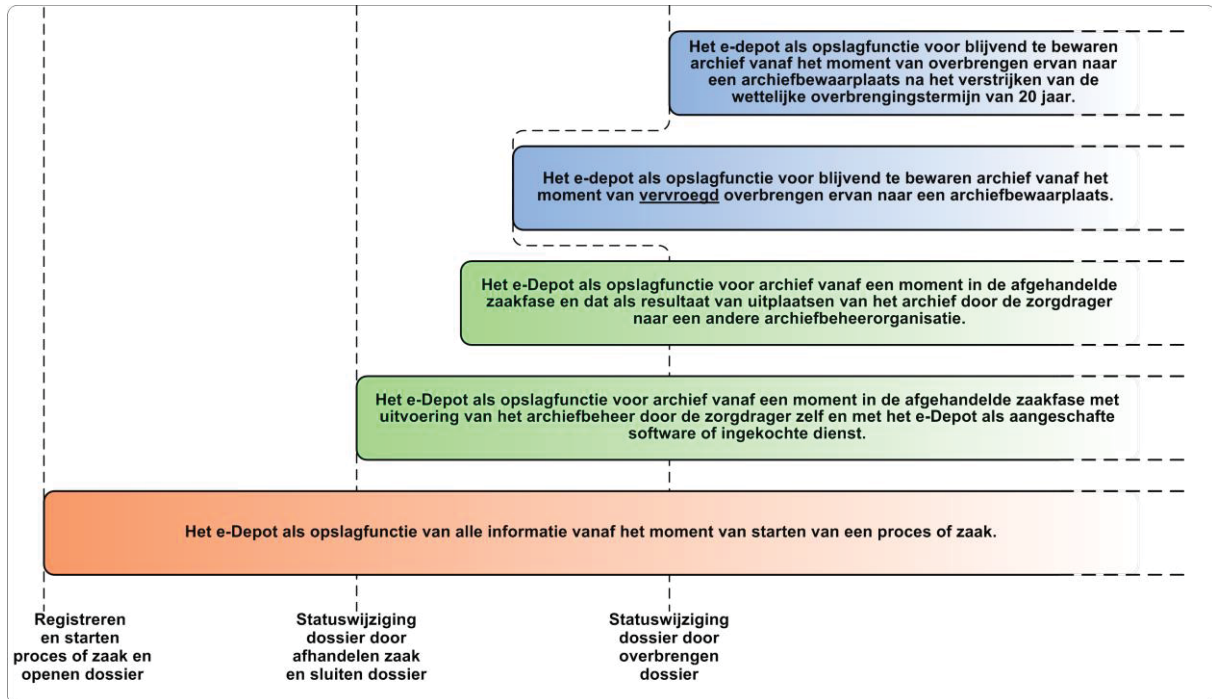 Het e-depot als opslagfunctie voor blijvend te bewaren
archief vanaf het moment van overbrengen ervan naar
een archiefbewaarplaats na het verstrijken van de
wettelijke overbrengingstermijn van 20 jaar.
Het e-depot als opslagfunctie voor blijvend te bewaren archief vanaf het
moment van vervroegd overbrengen ervan naar een archiefbewaarplaats.
Het e-Depot als opslagfunctie voor archief vanaf een moment in de afgehandelde
zaakfase en dat als resultaat van uitplaatsen van het archief door de zorgdrager
naar een andere archiefbeheerorganisatie.
Het e-Depot als opslagfunctie voor archief vanaf een moment in de afgehandelde zaakfase met
uitvoering van het archiefbeheer door de zorgdrager zelf en met het e-Depot als aangeschafte
software of ingekochte dienst.
Het e-Depot als opslagfunctie van alle informatie vanaf het moment van starten van een proces of zaak.
Registreren
en starten
proces of zaak en
openen dossier
Statuswijziging
dossier door
afhandelen zaak
en sluiten dossier
Statuswijziging
dossier door
overbrengen
dossier